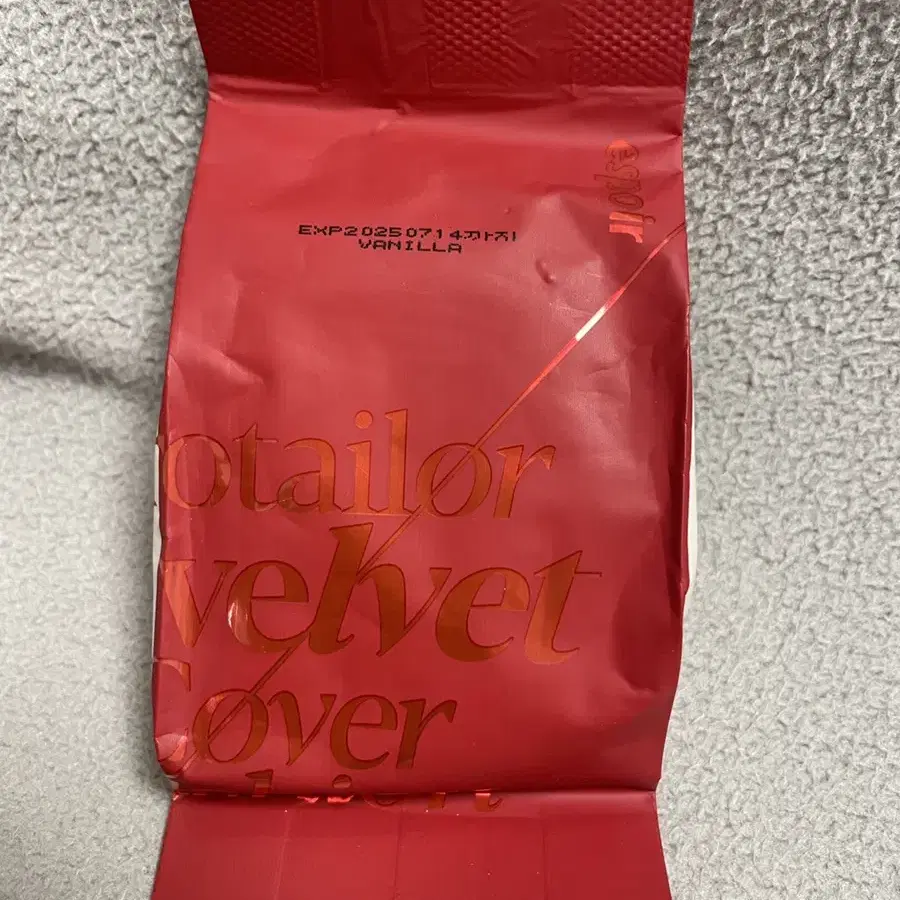 espoir
EXP20250714까지
VANILLA
otailor
velvet
Cover